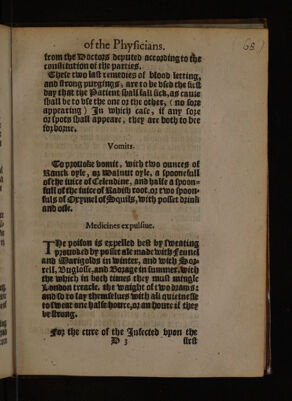 of the Physicians.
68
from the Doctors deputed according to the
constitution of the parties.
These two last remedies of blood letting,
and strong purgings, are to be vsed the first
day that the Patient shall fall sick, as cause
shall be to vse the one or the other, (no sore
appearing) In which case, if any sore
or spots shall appeare, they are both to bee
forborne.
Vomits.
To prouoke vomit, with two ounces of
Ranck oyle, or Walnut oyle, a spoonefull
of the iuice of Celendine, and halfe a spoon-
full of the iuice of Radish root, or two spoon-
fuls of Oxymel of Squils, with posset drink
and oile.
Medicines expulsiue.
The poison is expelled best by sweating
prouoked by posset ale made with Fennel
and Marigolds in winter, and with Sor-
rell, Buglosse, and Borage in summer, with
the which in both times they must mingle
London treacle, the waight of two drams:
and so to lay themselues with all quietnesse
to sweat one halfe houre, or an houre if they
be strong.
For the cure of the Infected vpon the
D 3
first